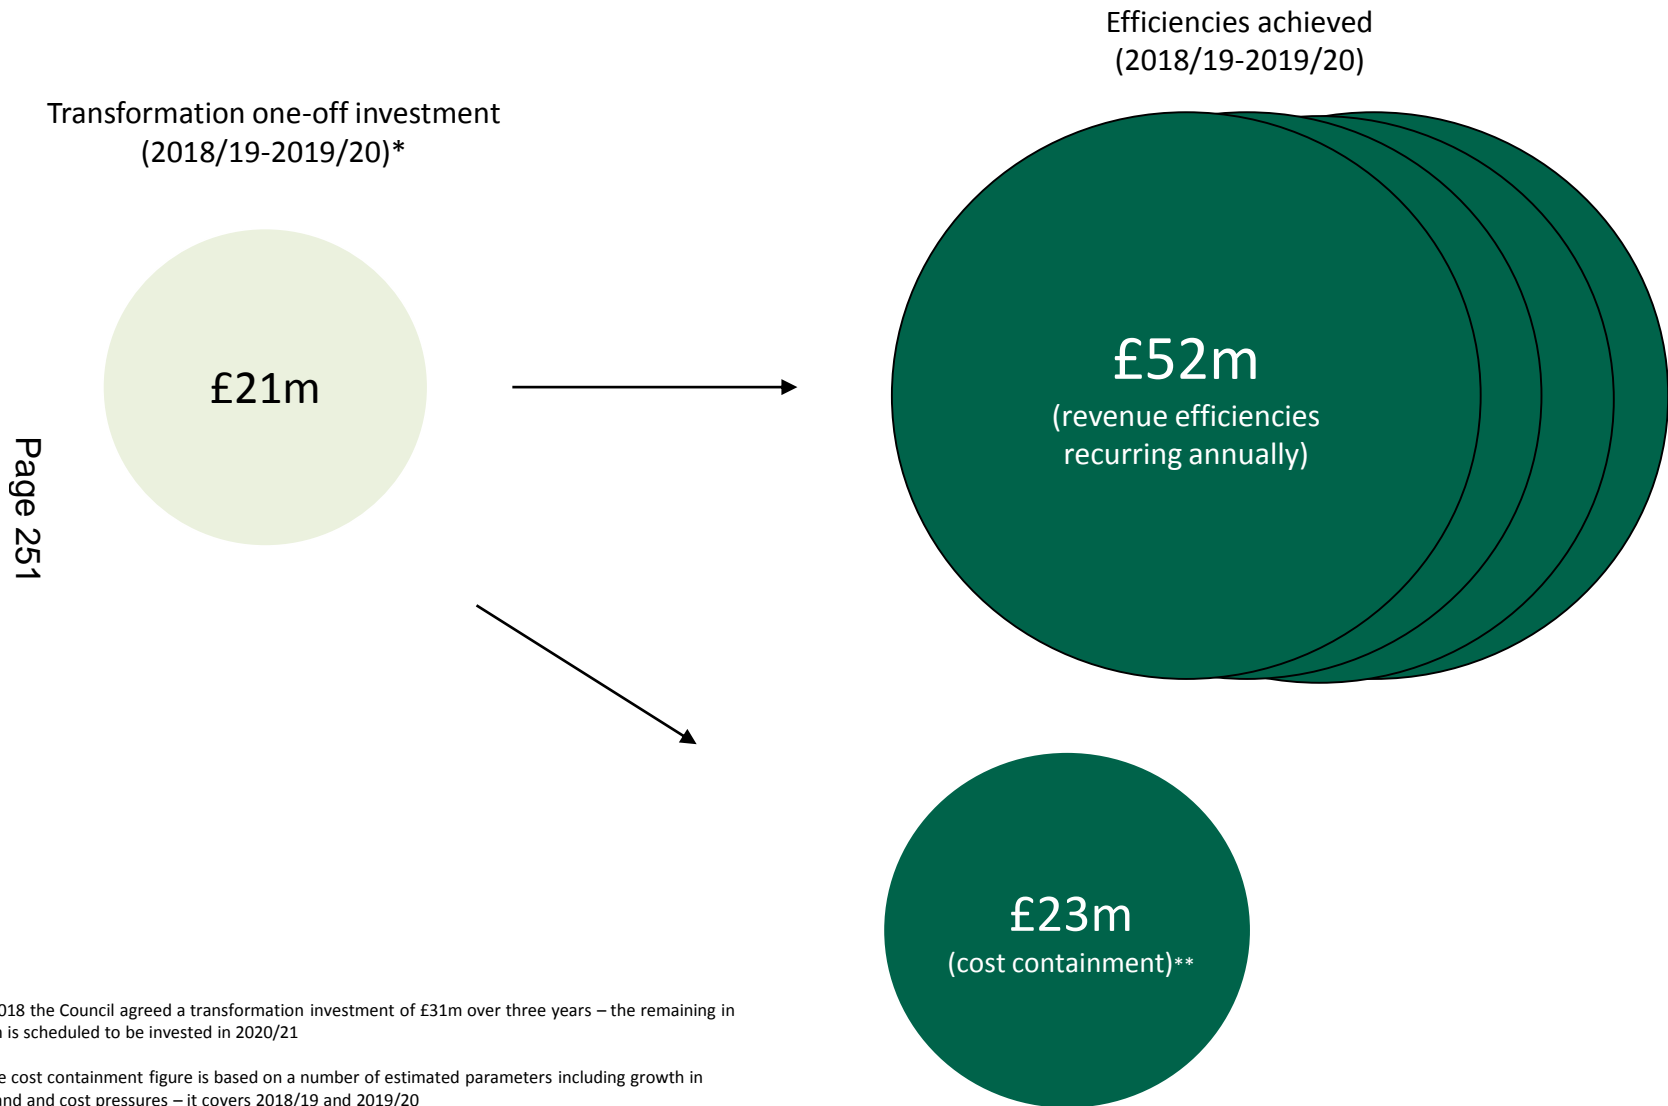 Efficiencies achieved
(2018/19-2019/20)
Transformation one-off investment
(2018/19-2019/20)*
£21m
£52m
(revenue efficiencies
recurring annually)
Page 251
£23m
(cost containment)**
018 the Council agreed a transformation investment of £31m over three years – the remaining in
is scheduled to be invested in 2020/21
cost containment figure is based on a number of estimated parameters including growth in
and cost pressures – it covers 2018/19 and 2019/20